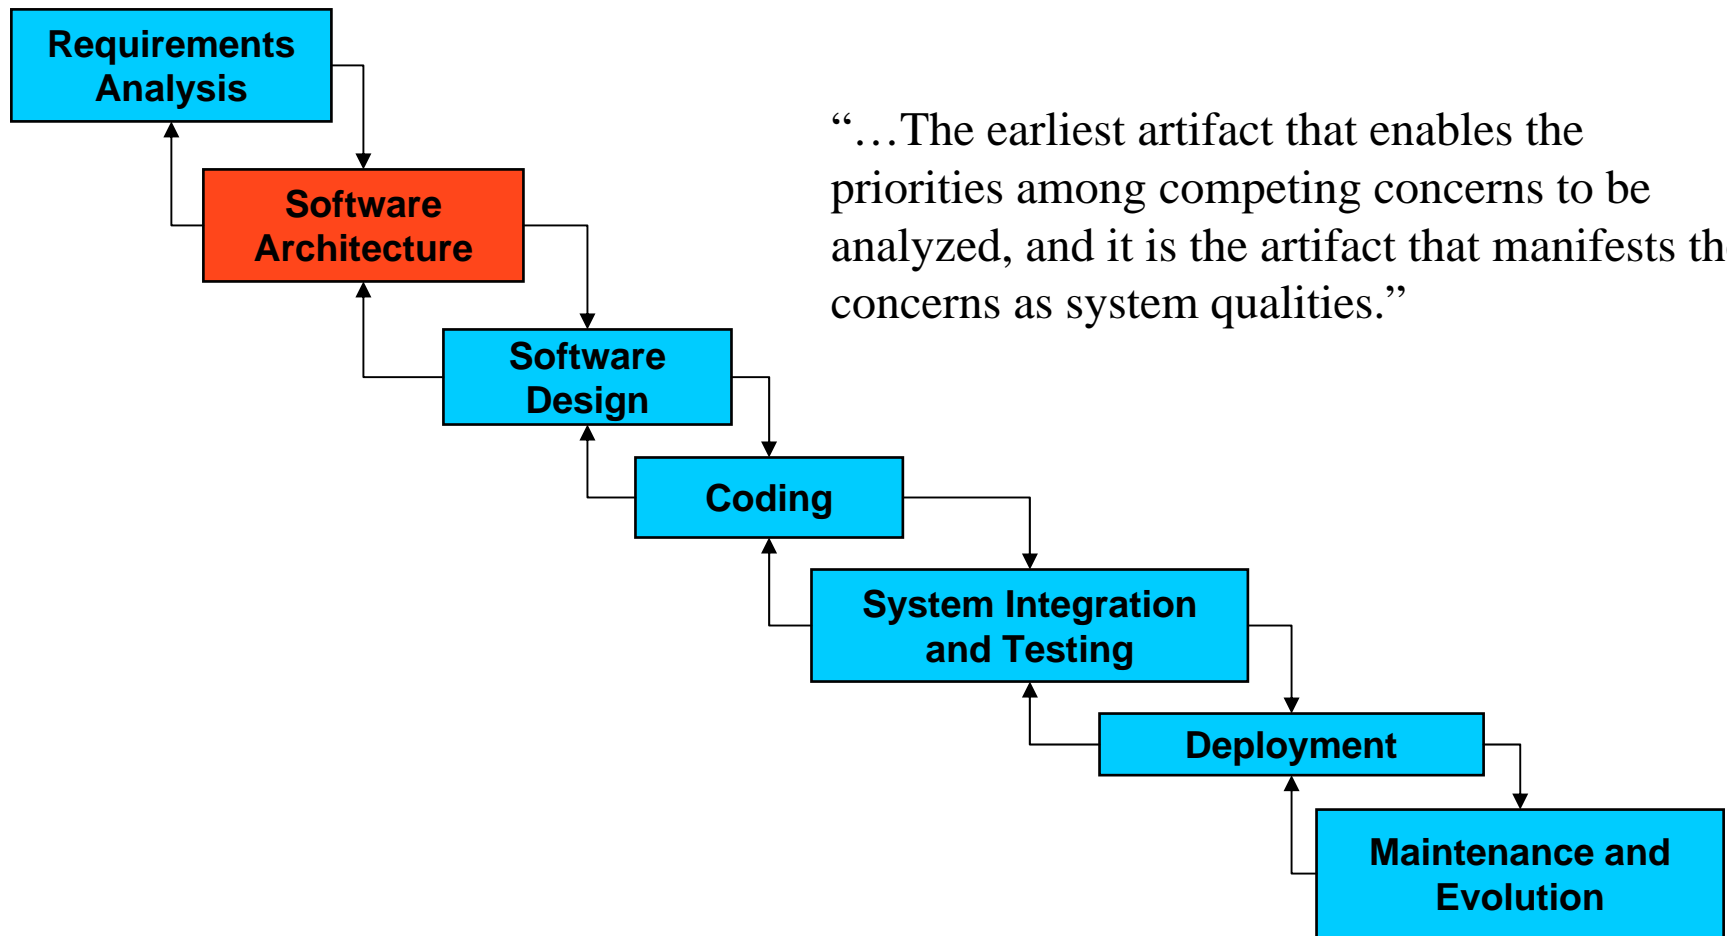 Requirements
Analysis
“…The earliest artifact that enables the
priorities among competing concerns to be
analyzed, and it is the artifact that manifests
concerns as system qualities.”
Software
Architecture
Software
Design
Coding
System Integration
and Testing
Deployment
Maintenance and
Evolution